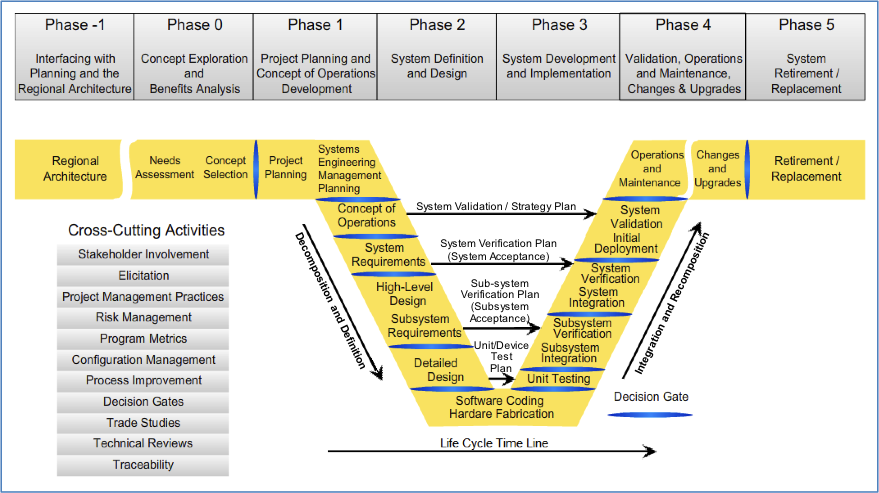 Phase -1
Interfacing with
Planning and the
Regional Architecture
Phase 0
Concept Exploration
and
Benefits Analysis
Phase 1
Project Planning and
Concept of Operations
Development
Phase 2
System Definition
and Design
Phase 3
System Development
and Implementation
Phase 4
Validation, Operations
and Maintenance,
Changes & Upgrades
Phase 5
System
Retirement /
Replacement
Regional
Architecture
Needs
Assessment
Concept
Selection
Project
Planning
Systems
Engineering
Management
Planning
Operations
and
Maintenance
Changes
and
Upgrades
Retirement /
Replacement
Concept of
Operations
System Validation / Strategy Plan
System
Validation
Initial
Deployment
System
Requirements
System Verification Plan
(System Acceptance)
System
Verification
System
Integration
High-Level
Design
Subsystem
Requirements
Sub-system
Verification Plan
(Subsystem
Acceptance)
Subsystem
Verification
Subsystem
Integration
Detailed
Design
Unit/Device
Test
Plan
Unit Testing
Software Coding
Hardare Fabrication
Decomposition and Definition
Integration and Recomposition
Decision Gate
Life Cycle Time Line
Cross-Cutting Activities
Stakeholder Involvement
Elicitation
Project Management Practices
Risk Management
Program Metrics
Configuration Management
Process Improvement
Decision Gates
Trade Studies
Technical Reviews
Traceability